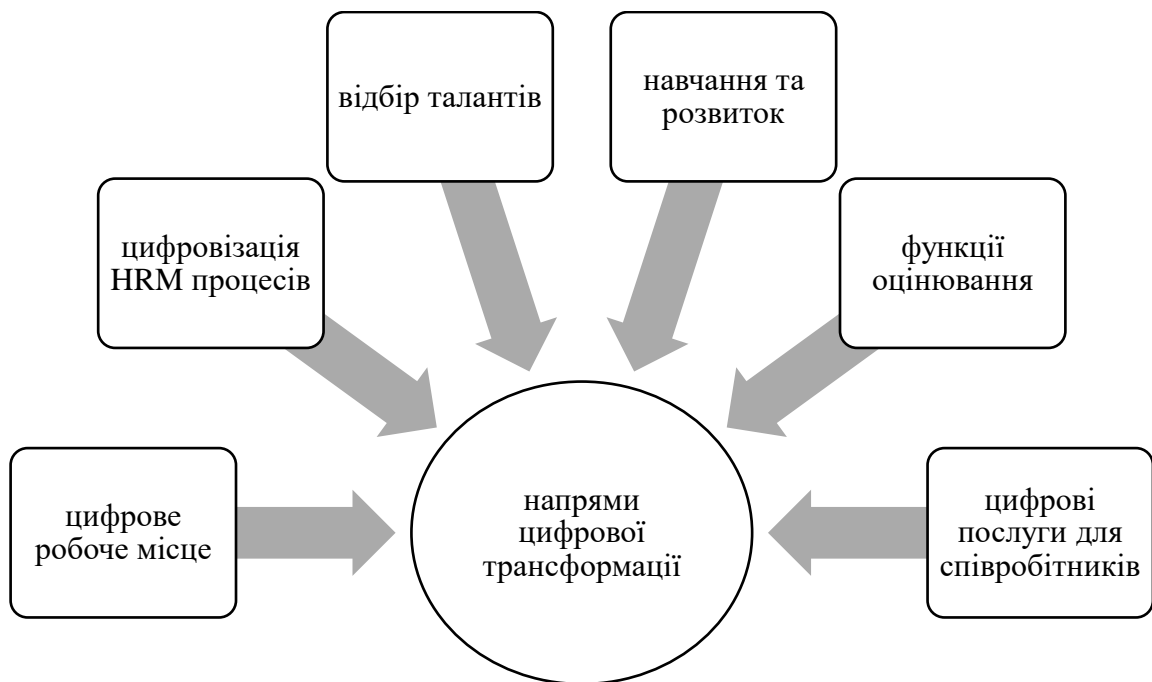 відбір талантів
навчання та
розвиток
цифровізація
HRM процесів
функції
оцінювання
цифрове
робоче місце
напрями
цифрової
трансформації
цифрові
послуги для
співробітників